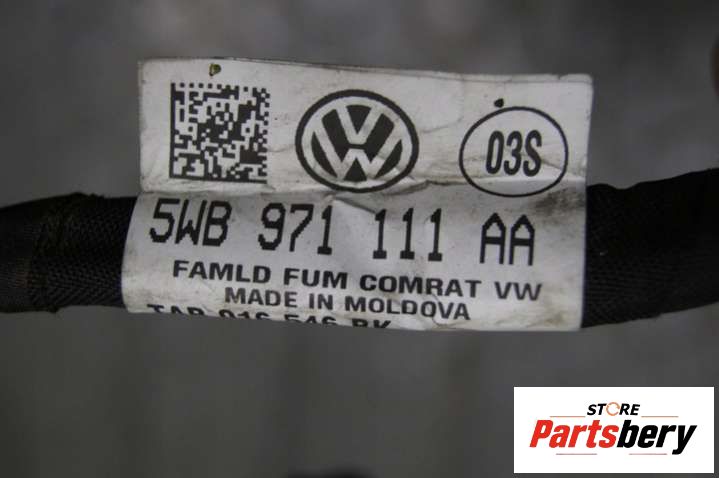 03S
5WB 971 111 AA
FAMLD FUM COMRAT VW
MADE IN MOLDOVA
STORE
Partsbery